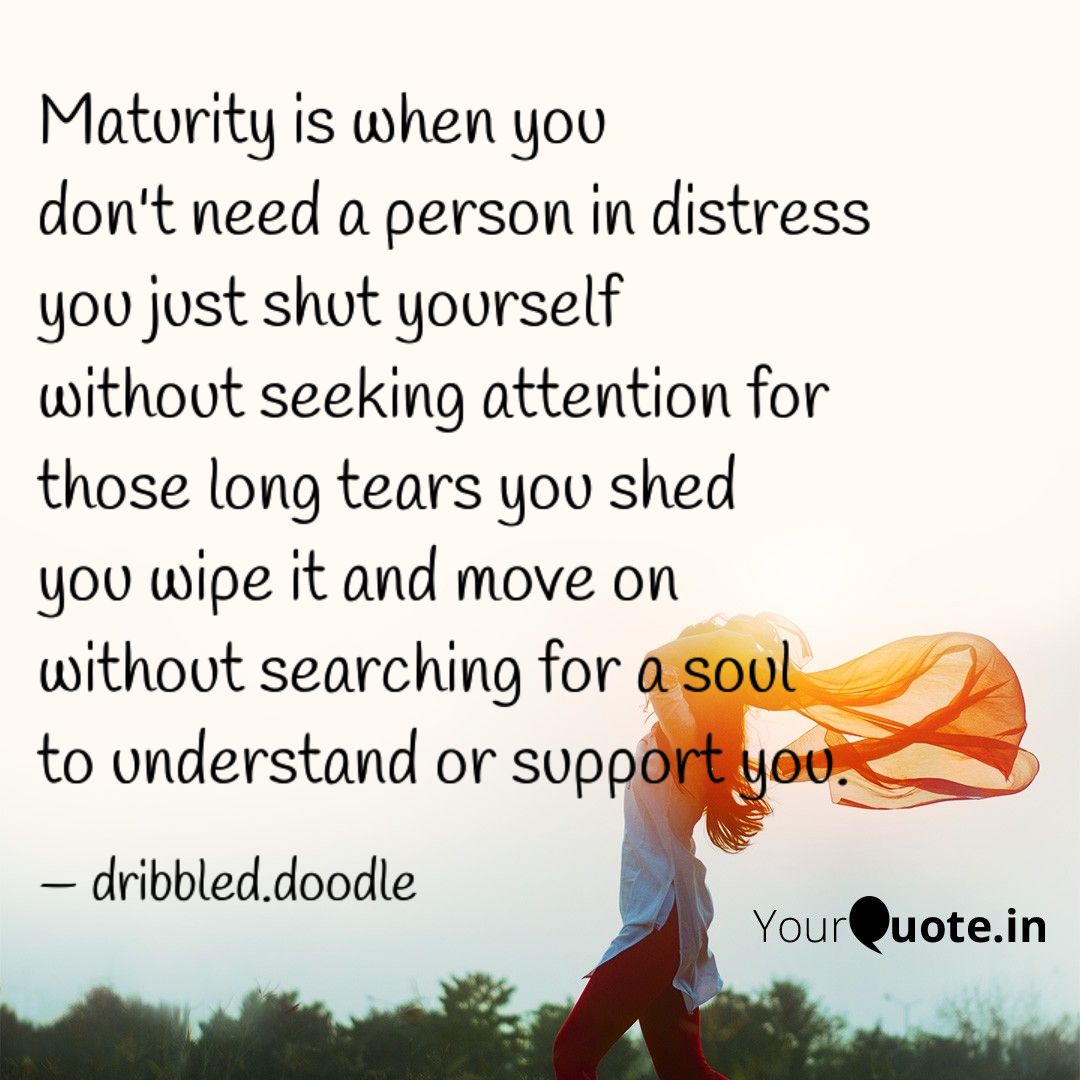 Maturity is when you
don't need a person in distress
you just shut yourself
without seeking attention for
those long tears you shed
you wipe it and move on
without searching for a soul
to understand or support you.
— dribbled.doodle
YourQuote.in